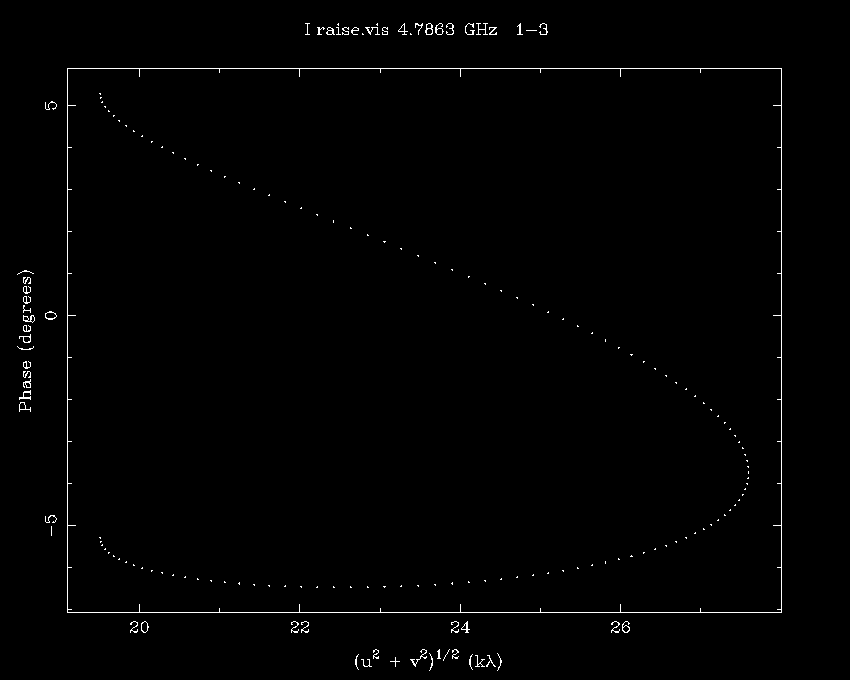 I raise.vis 4.7863 GHz 1−3
5
0
−5
Phase (degrees)
20 22 24 26
(u² + v²)^1/2 (kλ)